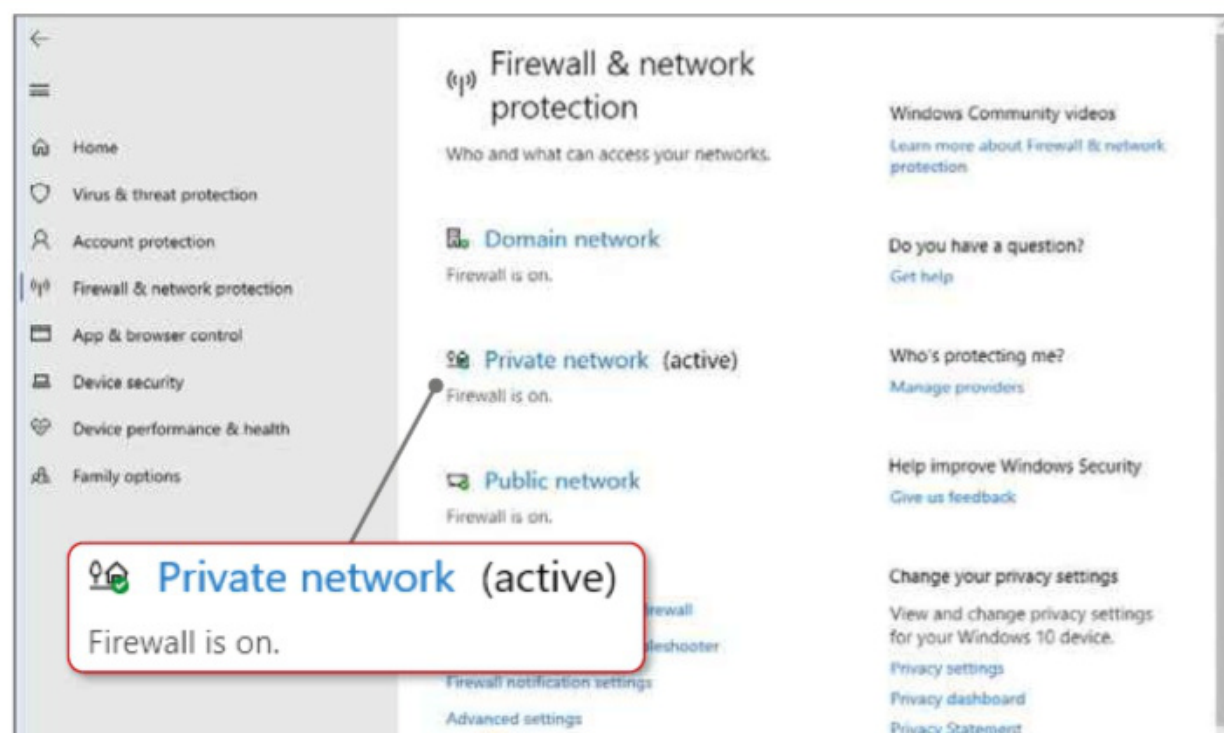 Home
Virus & threat protection
Account protection
Firewall & network protection
App & browser control
Device security
Device performance & health
Family options
Firewall & network
protection
Who and what can access your networks.
Domain network
Firewall is on.
Private network (active)
Firewall is on.
Public network
Firewall is on.
Private network (active)
Firewall is on.
Firewall notification settings
Advanced settings
Windows Community videos
Learn more about Firewall & network
protection
Do you have a question?
Get help
Who's protecting me?
Manage providers
Help improve Windows Security
Give us feedback
Change your privacy settings
View and change privacy settings
for your Windows 10 device.
Privacy settings
Privacy dashboard
Privacy Statement